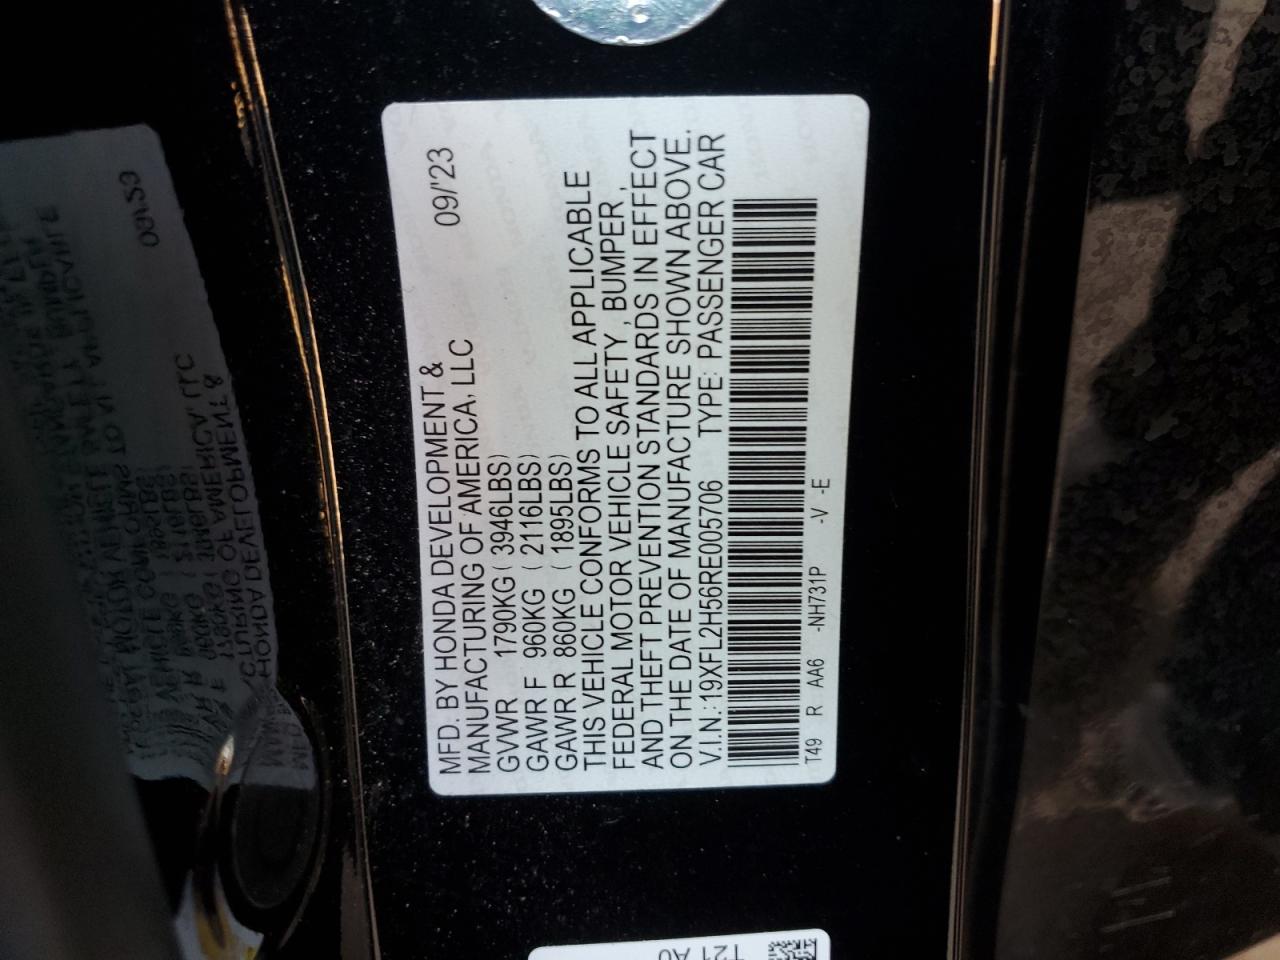 MFD. BY HONDA DEVELOPMENT &
MANUFACTURING OF AMERICA, LLC 09/'23
GVWR 1790KG ( 3946LBS)
GAWR F 960KG ( 2116LBS)
GAWR R 860KG ( 1895LBS)
THIS VEHICLE CONFORMS TO ALL APPLICABLE
FEDERAL MOTOR VEHICLE SAFETY , BUMPER ,
AND THEFT PREVENTION STANDARDS IN EFFECT
ON THE DATE OF MANUFACTURE SHOWN ABOVE.
V.I.N.: 19XFL2H56RE005706 TYPE: PASSENGER CAR
T49 R AA6 -NH731P -V -E
T21 A0